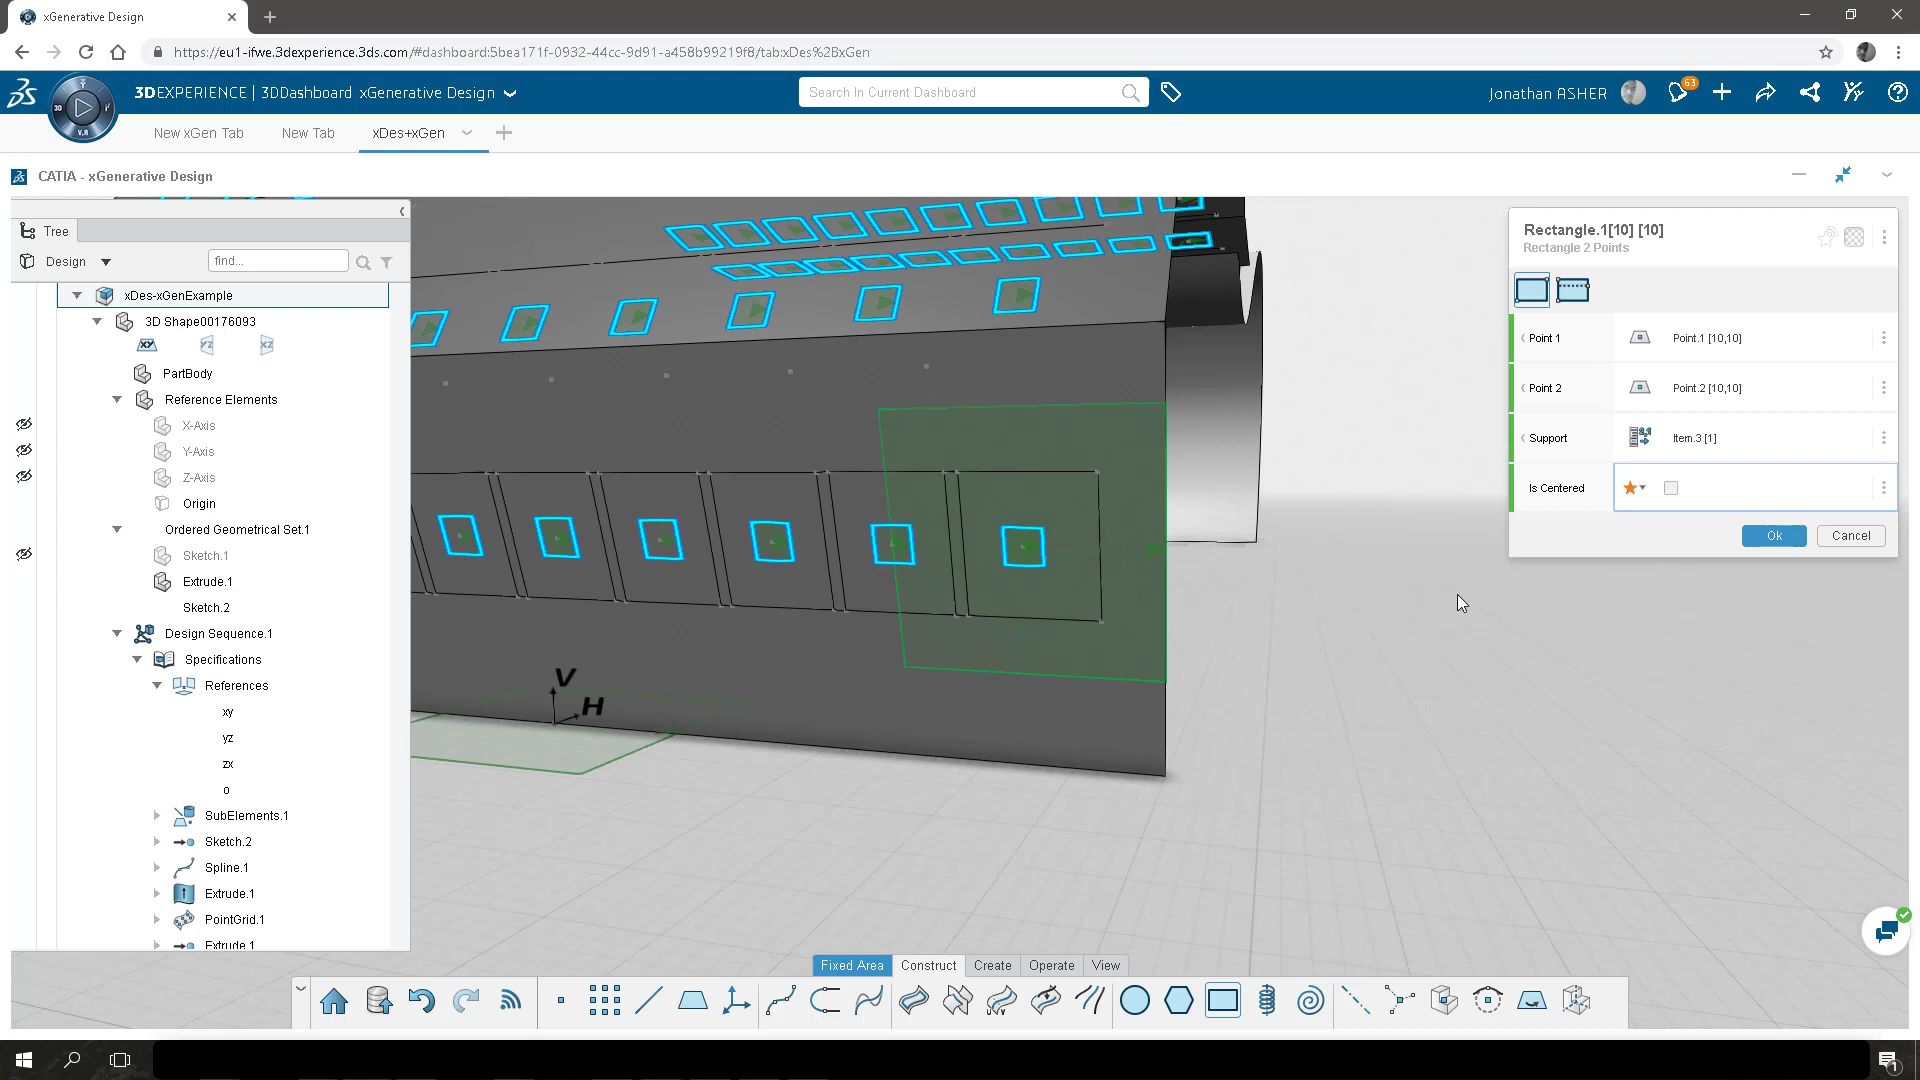 xGenerative Design
https://eu1-ifwe.3dexperience.3ds.com/#dashboard:5bea171f-0932-44cc-9d91-a458b99219f8/tab:xDes%2BxGen
3D
V.R
3DEXPERIENCE | 3DDashboard xGenerative Design
Search In Current Dashboard
Jonathan ASHER
63
New xGen Tab
New Tab
xDes+xGen
CATIA - xGenerative Design
Tree
Design
find...
xDes-xGenExample
3D Shape00176093
XY
YZ
XZ
PartBody
Reference Elements
X-Axis
Y-Axis
Z-Axis
Origin
Ordered Geometrical Set.1
Sketch.1
Extrude.1
Sketch.2
Design Sequence.1
Specifications
References
xy
yz
zx
o
SubElements.1
Sketch.2
Spline.1
Extrude.1
PointGrid.1
Extrude.1
V
H
Rectangle.1[10] [10]
Rectangle 2 Points
Point 1
Point.1 [10,10]
Point 2
Point.2 [10,10]
Support
Item.3 [1]
Is Centered
Ok
Cancel
Fixed Area
Construct
Create
Operate
View
1